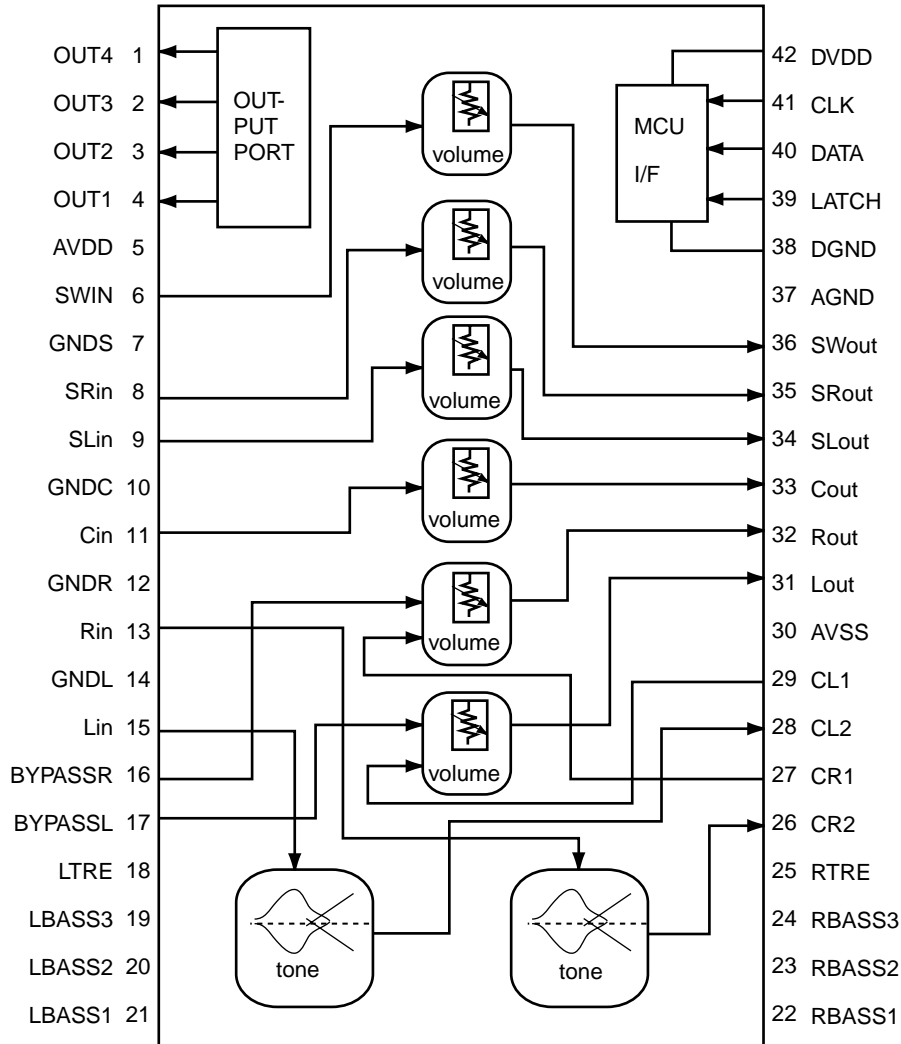 OUT4 1
OUT3 2
OUT2 3
OUT1 4
AVDD 5
SWIN 6
GNDS 7
SRin 8
SLin 9
GNDC 10
Cin 11
GNDR 12
Rin 13
GNDL 14
Lin 15
BYPASSR 16
BYPASSL 17
LTRE 18
LBASS3 19
LBASS2 20
LBASS1 21
OUT-
PUT
PORT
volume
volume
volume
volume
volume
volume
tone
tone
MCU
I/F
42 DVDD
41 CLK
40 DATA
39 LATCH
38 DGND
37 AGND
36 SWout
35 SRout
34 SLout
33 Cout
32 Rout
31 Lout
30 AVSS
29 CL1
28 CL2
27 CR1
26 CR2
25 RTRE
24 RBASS3
23 RBASS2
22 RBASS1